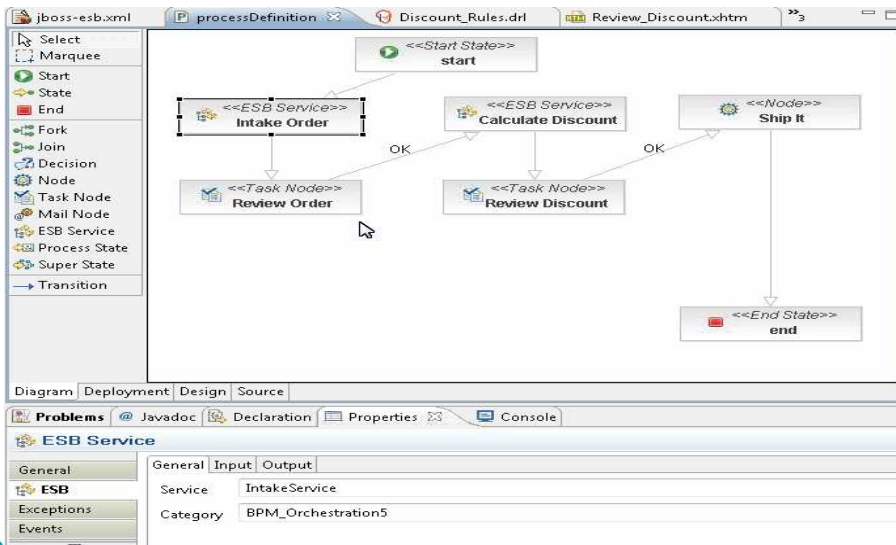 jboss-esb.xml
processDefinition
Discount_Rules.drl
Review_Discount.xhtm
»3
Select
Marquee
Start
State
End
Fork
Join
Decision
Node
Task Node
Mail Node
ESB Service
Process State
Super State
Transition
<<Start State>>
start
<<ESB Service>>
Intake Order
<<ESB Service>>
Calculate Discount
<<Node>>
Ship It
OK
OK
<<Task Node>>
Review Order
<<Task Node>>
Review Discount
<<End State>>
end
Diagram Deployment Design Source
Problems @ Javadoc Declaration Properties Console
ESB Service
General
ESB
Exceptions
Events
General Input Output
Service IntakeService
Category BPM_Orchestration5